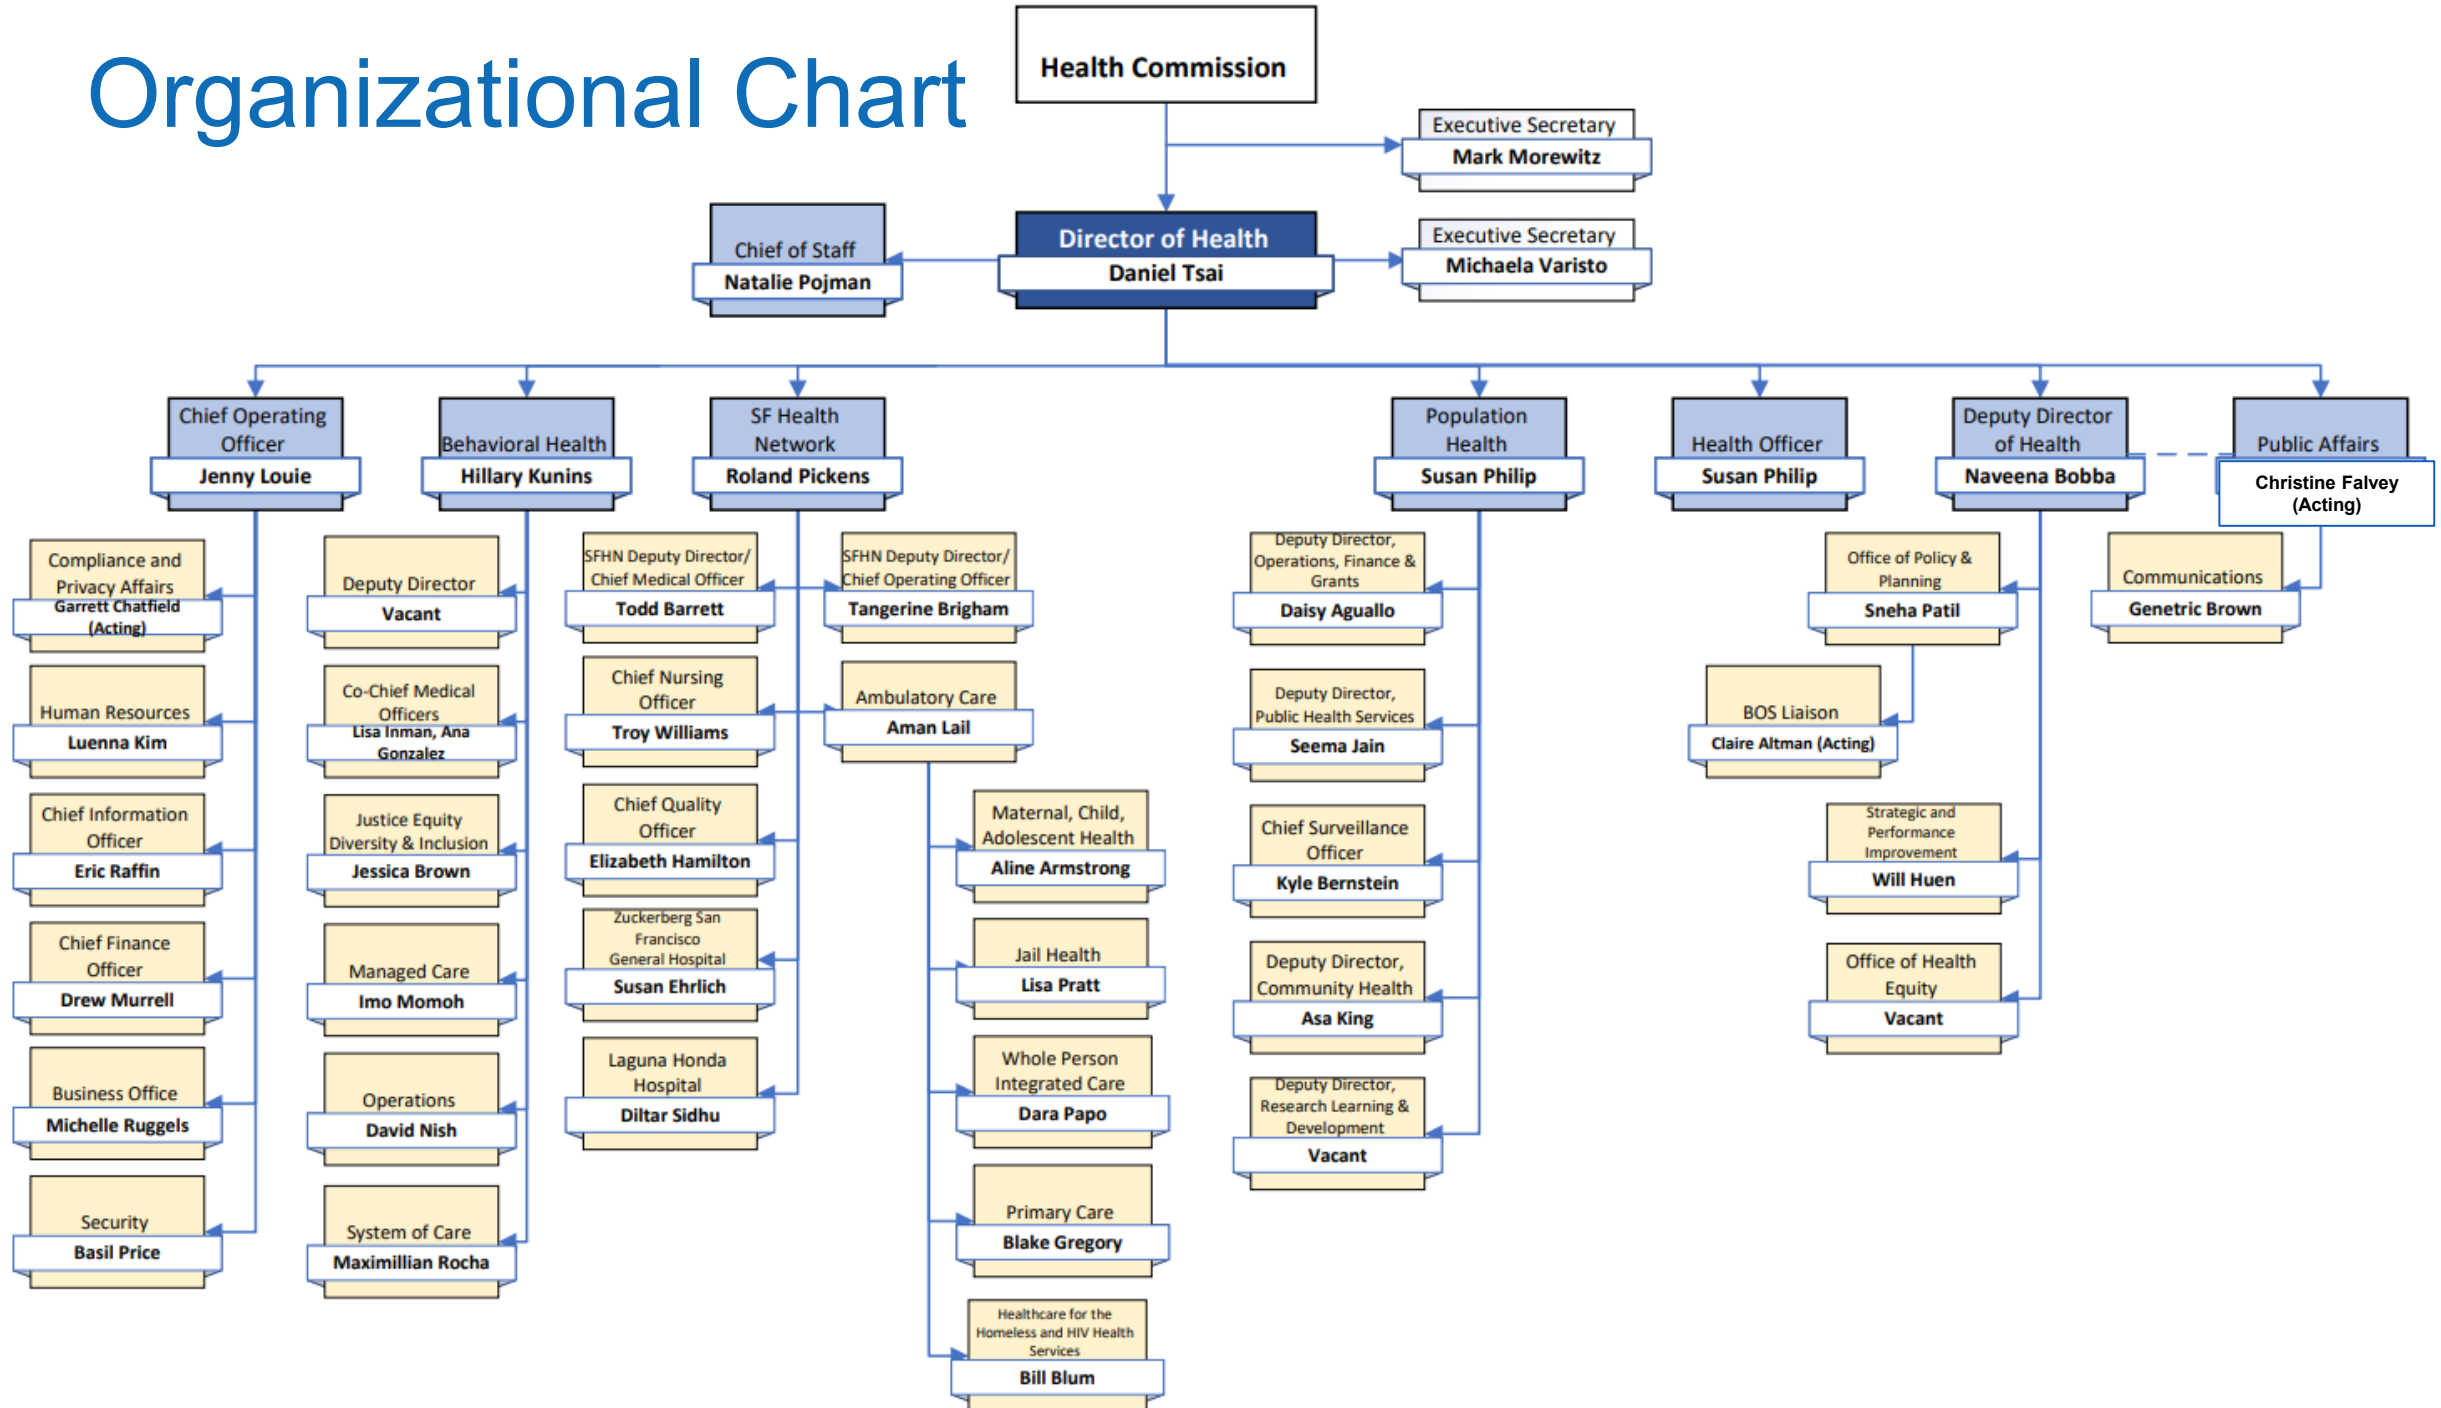 Organizational Chart
Health Commission
Executive Secretary
Mark Morewitz
Executive Secretary
Michaela Varisto
Chief of Staff
Natalie Pojman
Director of Health
Daniel Tsai
Chief Operating
Officer
Jenny Louie
Behavioral Health
Hillary Kunins
SF Health
Network
Roland Pickens
Population
Health
Susan Philip
Health Officer
Susan Philip
Deputy Director
of Health
Naveena Bobba
Public Affairs
Christine Falvey
(Acting)
Compliance and
Privacy Affairs
Garrett Chatfield
(Acting)
Human Resources
Luenna Kim
Chief Information
Officer
Eric Raffin
Chief Finance
Officer
Drew Murrell
Business Office
Michelle Ruggels
Security
Basil Price
Deputy Director
Vacant
Co-Chief Medical
Officers
Lisa Inman, Ana
Gonzalez
Justice Equity
Diversity & Inclusion
Jessica Brown
Managed Care
Imo Momoh
Operations
David Nish
System of Care
Maximillian Rocha
SFHN Deputy Director/
Chief Medical Officer
Todd Barrett
Chief Nursing
Officer
Troy Williams
Chief Quality
Officer
Elizabeth Hamilton
Zuckerberg San
Francisco
General Hospital
Susan Ehrlich
Laguna Honda
Hospital
Diltar Sidhu
SFHN Deputy Director/
Chief Operating Officer
Tangerine Brigham
Ambulatory Care
Aman Lail
Maternal, Child,
Adolescent Health
Aline Armstrong
Jail Health
Lisa Pratt
Whole Person
Integrated Care
Dara Papo
Primary Care
Blake Gregory
Healthcare for the
Homeless and HIV Health
Services
Bill Blum
Deputy Director,
Operations, Finance &
Grants
Daisy Aguallo
Deputy Director,
Public Health Services
Seema Jain
Chief Surveillance
Officer
Kyle Bernstein
Deputy Director,
Community Health
Asa King
Deputy Director,
Research Learning &
Development
Vacant
Office of Policy &
Planning
Sneha Patil
BOS Liaison
Claire Altman (Acting)
Strategic and
Performance
Improvement
Will Huen
Office of Health
Equity
Vacant
Communications
Genetric Brown